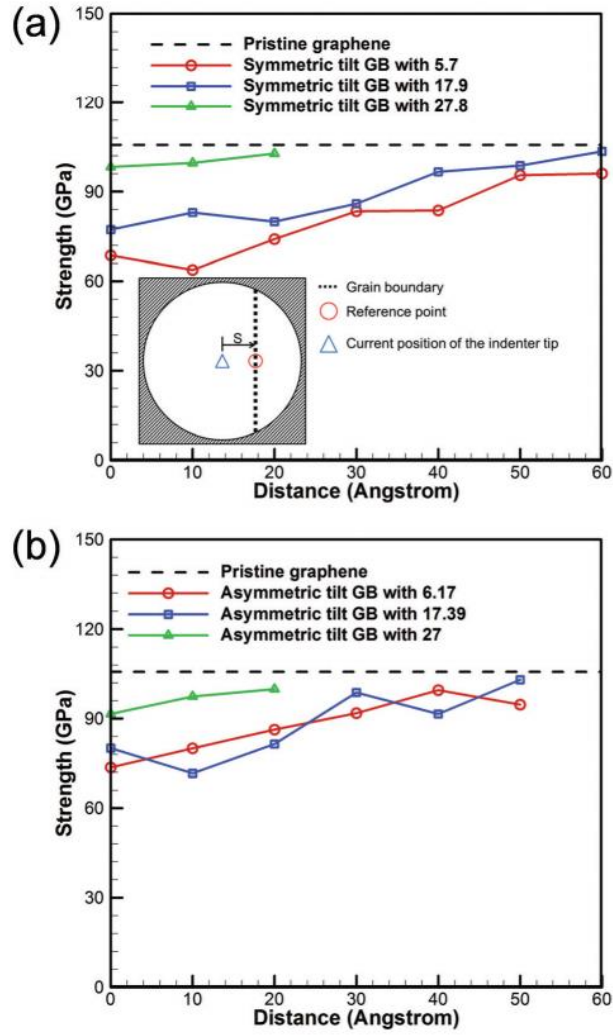 (a)
150
120
90
60
30
0
Strength (GPa)
Pristine graphene
Symmetric tilt GB with 5.7
Symmetric tilt GB with 17.9
Symmetric tilt GB with 27.8
S
Grain boundary
Reference point
Current position of the indenter tip
0 10 20 30 40 50 60
Distance (Angstrom)
(b)
150
120
90
60
30
0
Strength (GPa)
Pristine graphene
Asymmetric tilt GB with 6.17
Asymmetric tilt GB with 17.39
Asymmetric tilt GB with 27
0 10 20 30 40 50 60
Distance (Angstrom)